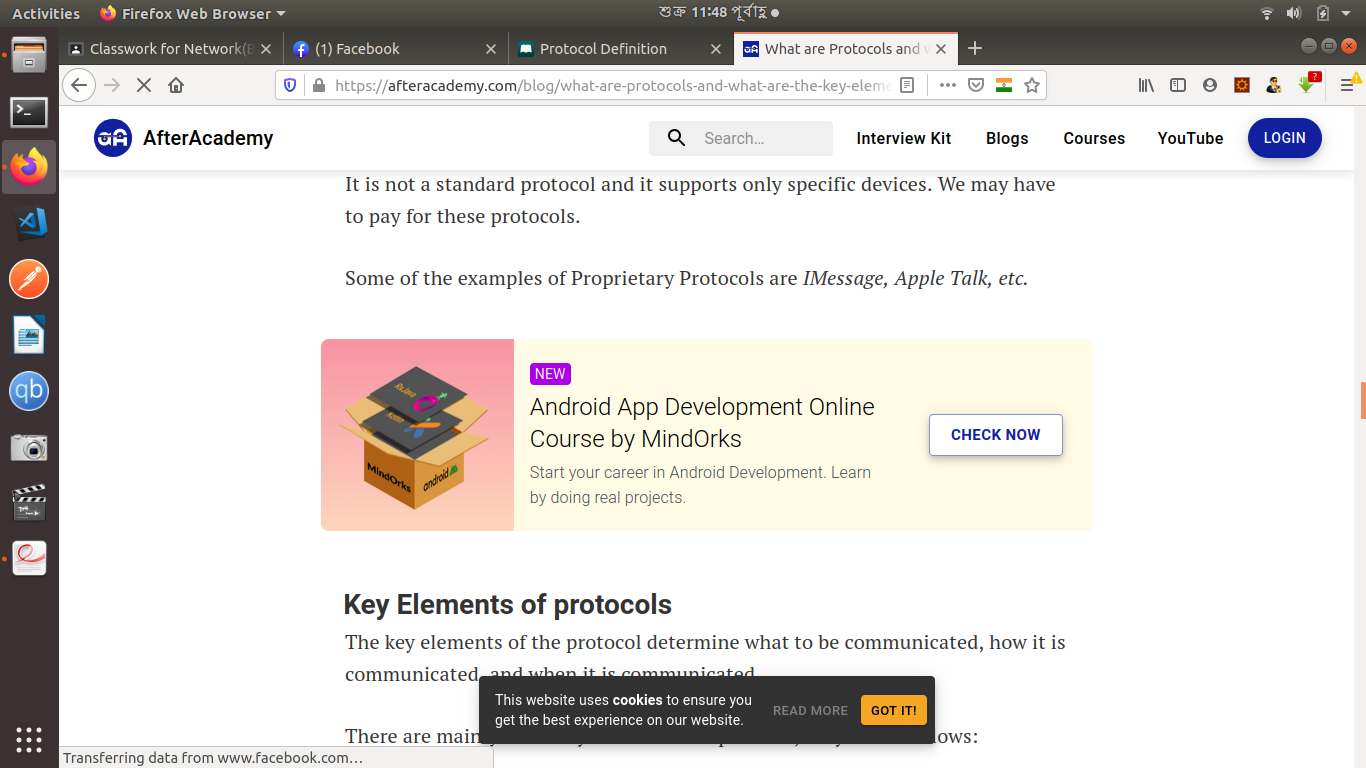 Activities
Firefox Web Browser
শুক্র 11:48 পূর্বাহ্ণ
Classwork for Network(
(1) Facebook
Protocol Definition
What are Protocols and
https://afteracademy.com/blog/what-are-protocols-and-what-are-the-key-eleme
AfterAcademy
Search...
Interview Kit
Blogs
Courses
YouTube
LOGIN
It is not a standard protocol and it supports only specific devices. We may have
to pay for these protocols.
Some of the examples of Proprietary Protocols are IMessage, Apple Talk, etc.
MindOrks
android
NEW
Android App Development Online
Course by MindOrks
Start your career in Android Development. Learn
by doing real projects.
CHECK NOW
qb
Key Elements of protocols
The key elements of the protocol determine what to be communicated, how it is
communicated, and when it is communicated.
This website uses cookies to ensure you
get the best experience on our website.
READ MORE
GOT IT!
There are main
lows:
Transferring data from www.facebook.com…